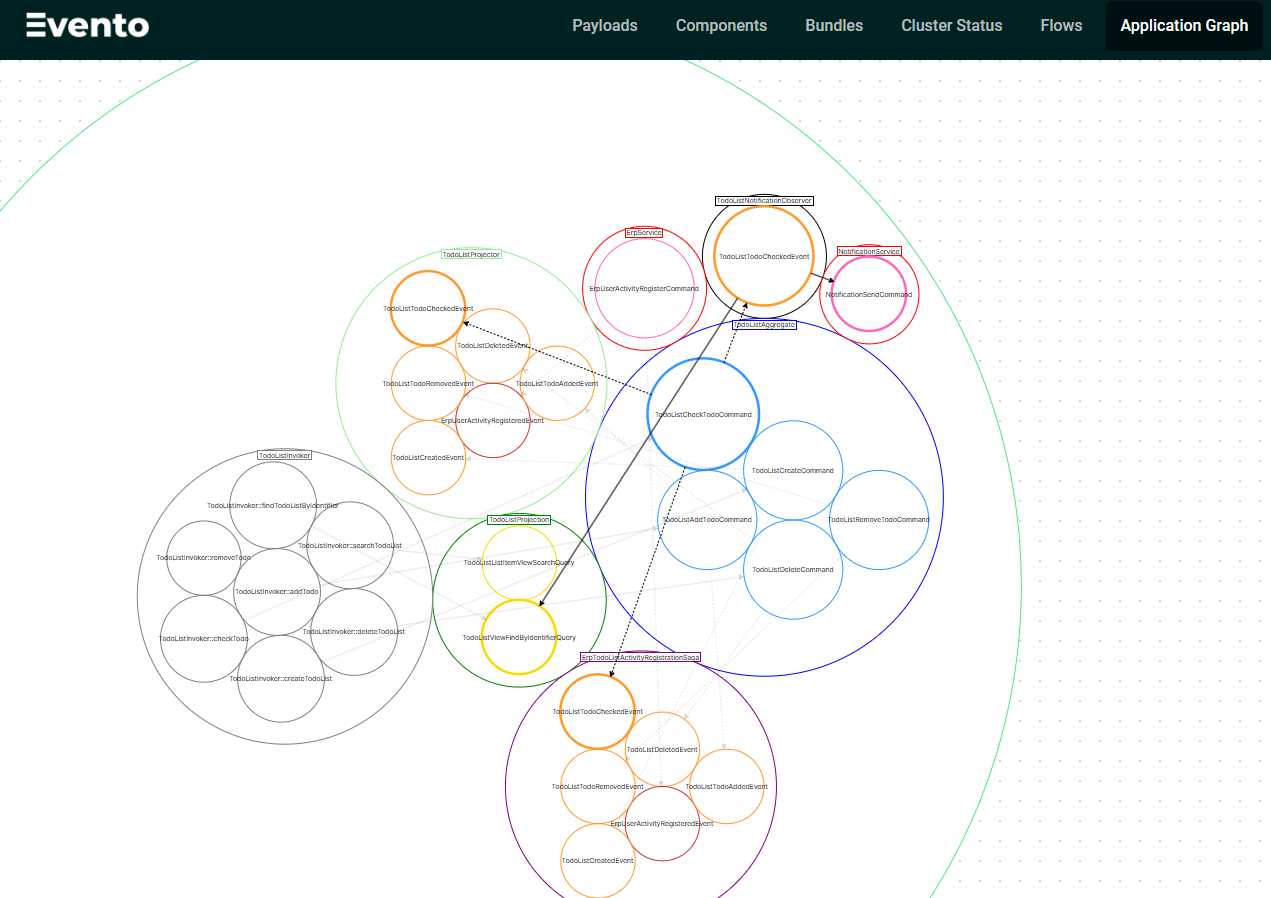 Evento
Payloads
Components
Bundles
Cluster Status
Flows
Application Graph
TodoListNotificationObserver
TodoListTodoCheckedEvent
ErpService
ErpUserActivityRegisterCommand
NotificationService
NotificationSendCommand
TodoListProjector
TodoListTodoCheckedEvent
TodoListDeletedEvent
TodoListTodoRemovedEvent
TodoListTodoAddedEvent
ErpUserActivityRegisteredEvent
TodoListCreatedEvent
TodoListAggregate
TodoListCheckTodoCommand
TodoListCreateCommand
TodoListAddTodoCommand
TodoListRemoveTodoCommand
TodoListDeleteCommand
TodoListInvoker
TodoListInvoker::findTodoListByIdentifier
TodoListInvoker::searchTodoList
TodoListInvoker::removeTodo
TodoListInvoker::addTodo
TodoListInvoker::checkTodo
TodoListInvoker::deleteTodoList
TodoListInvoker::createTodoList
TodoListProjection
TodoListListItemViewSearchQuery
TodoListViewFindByIdentifierQuery
ErpTodoListActivityRegistrationSaga
TodoListTodoCheckedEvent
TodoListDeletedEvent
TodoListTodoRemovedEvent
TodoListTodoAddedEvent
ErpUserActivityRegisteredEvent
TodoListCreatedEvent